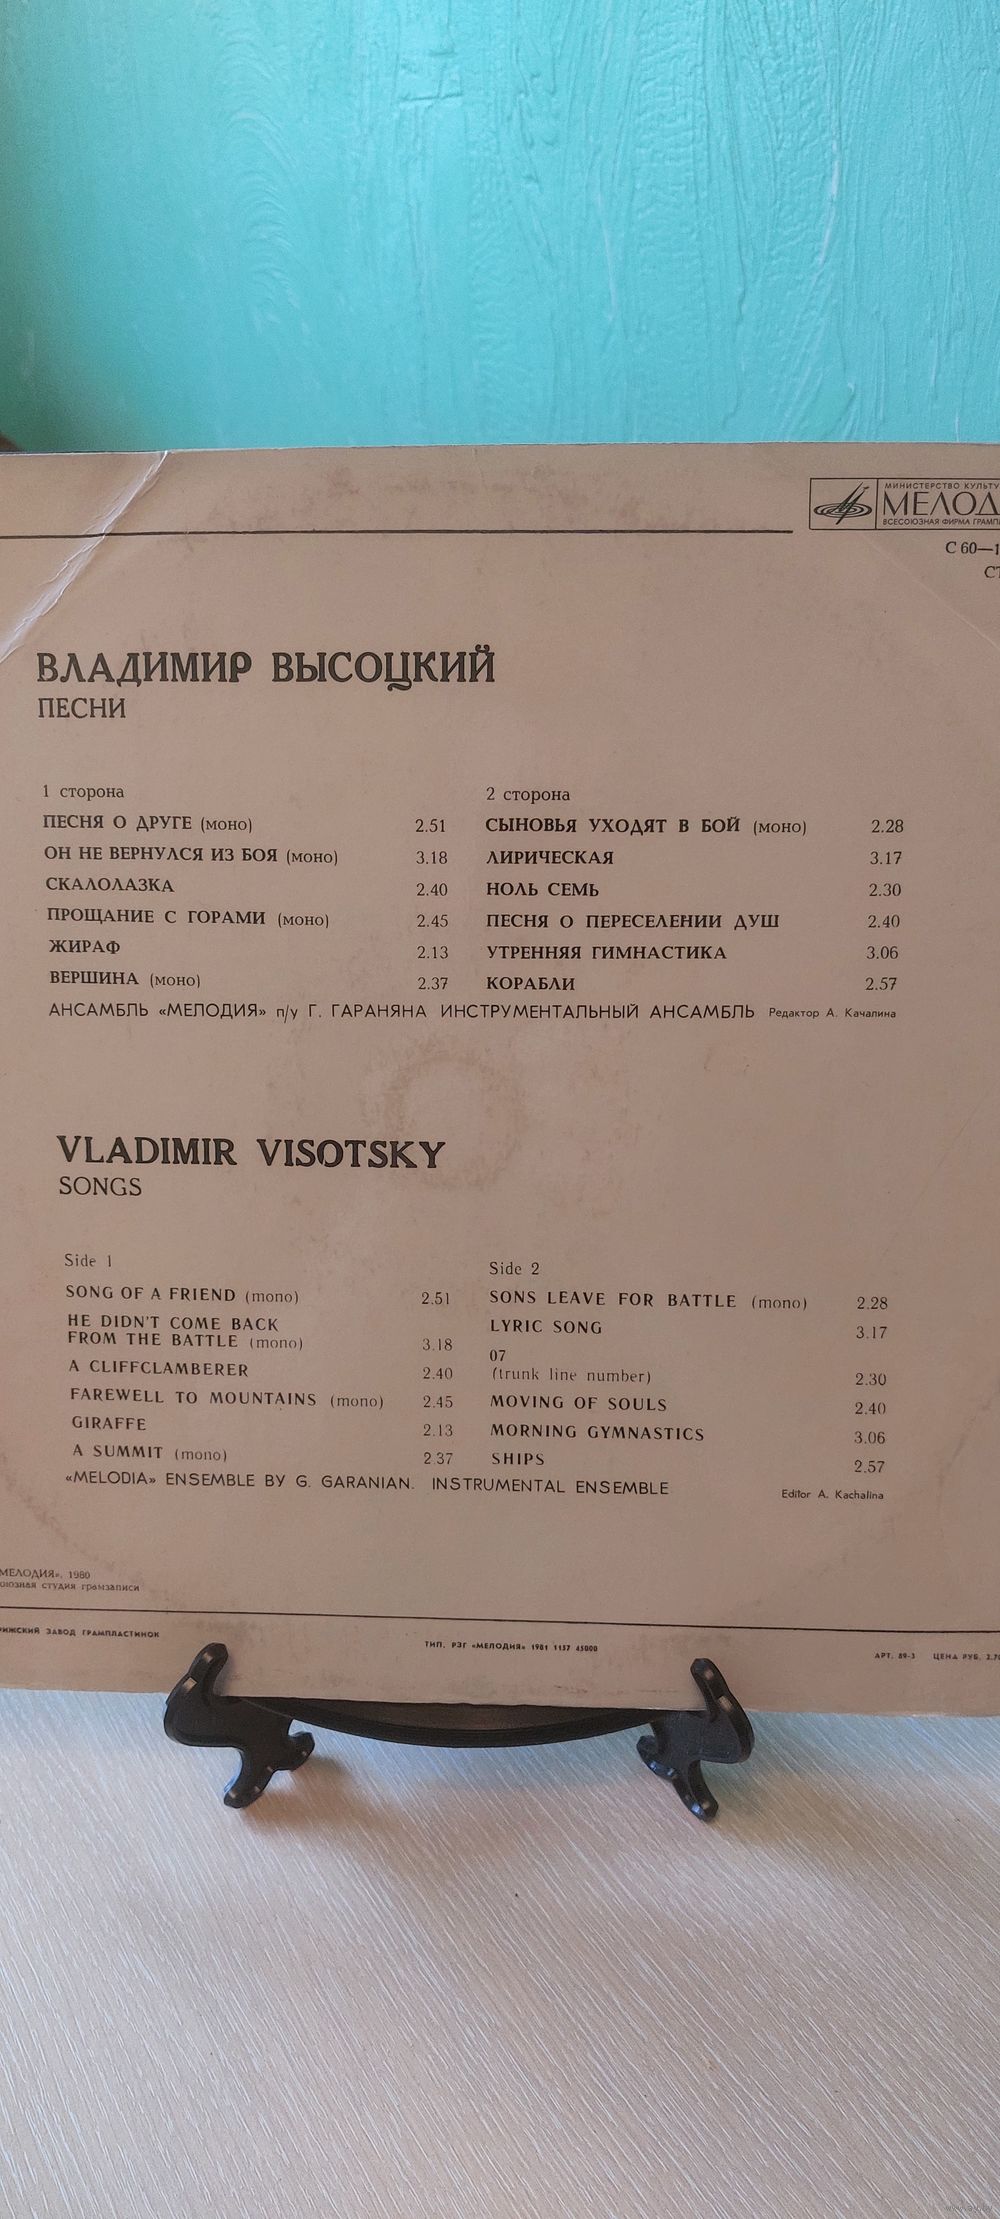 МИНИСТЕРСТВО КУЛЬТУ
МЕЛОД
ВСЕСОЮЗНАЯ ФИРМА ГРАМПЛ
С 60—1
СТ
ВЛАДИМИР ВЫСОЦКИЙ
ПЕСНИ
1 сторона
ПЕСНЯ О ДРУГЕ (моно) 2.51
ОН НЕ ВЕРНУЛСЯ ИЗ БОЯ (моно) 3.18
СКАЛОЛАЗКА 2.40
ПРОЩАНИЕ С ГОРАМИ (моно) 2.45
ЖИРАФ 2.13
ВЕРШИНА (моно) 2.37
2 сторона
СЫНОВЬЯ УХОДЯТ В БОЙ (моно) 2.28
ЛИРИЧЕСКАЯ 3.17
НОЛЬ СЕМЬ 2.30
ПЕСНЯ О ПЕРЕСЕЛЕНИИ ДУШ 2.40
УТРЕННЯЯ ГИМНАСТИКА 3.06
КОРАБЛИ 2.57
АНСАМБЛЬ «МЕЛОДИЯ» п/у Г. ГАРАНЯНА ИНСТРУМЕНТАЛЬНЫЙ АНСАМБЛЬ Редактор А. Качалина
VLADIMIR VISOTSKY
SONGS
Side 1
SONG OF A FRIEND (mono) 2.51
HE DIDN'T COME BACK
FROM THE BATTLE (mono) 3.18
A CLIFFCLAMBERER 2.40
FAREWELL TO MOUNTAINS (mono) 2.45
GIRAFFE 2.13
A SUMMIT (mono) 2.37
Side 2
SONS LEAVE FOR BATTLE (mono) 2.28
LYRIC SONG 3.17
07
(trunk line number) 2.30
MOVING OF SOULS 2.40
MORNING GYMNASTICS 3.06
SHIPS 2.57
«MELODIA» ENSEMBLE BY G. GARANIAN. INSTRUMENTAL ENSEMBLE Editor A. Kachalina
МЕЛОДИЯ», 1980
оюзная студия грамзаписи
РИЖСКИЙ ЗАВОД ГРАМПЛАСТИНОК
ТИП. РЗГ «МЕЛОДИЯ» 1981 1157 45000
АРТ. 89-3 ЦЕНА РУБ. 2.70